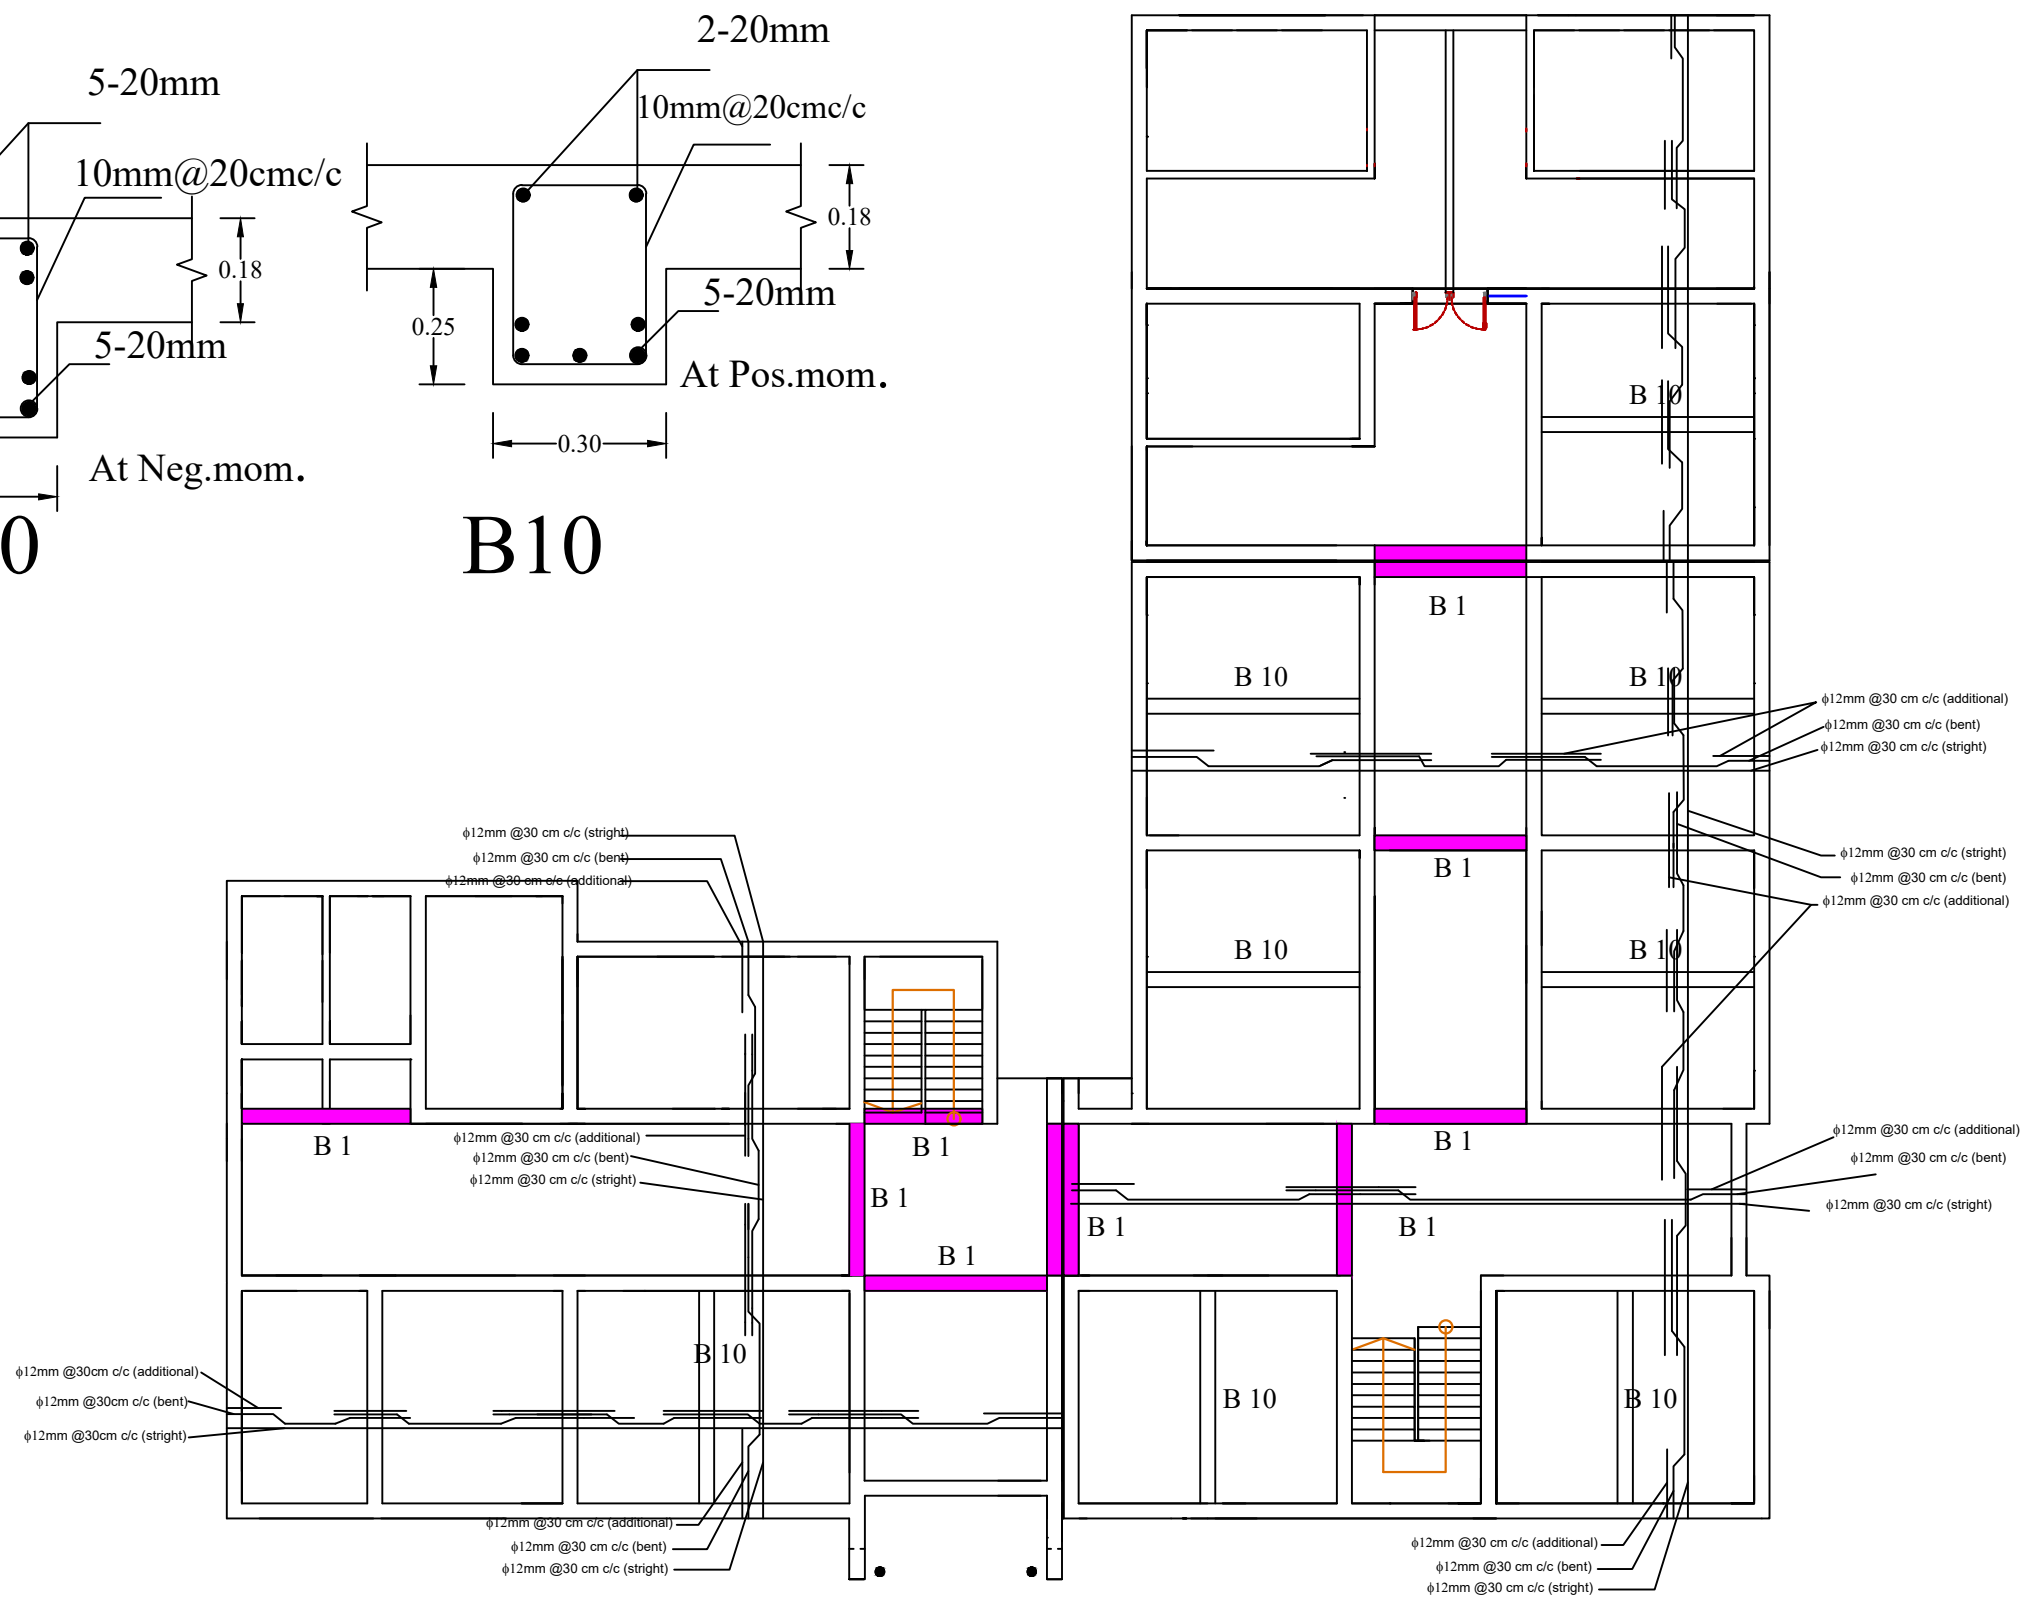 2-20mm
5-20mm
10mm@20cmc/c
10mm@20cmc/c
0.18
0.18
5-20mm
0.25
5-20mm
At Pos.mom.
0.30
At Neg.mom.
0
B10
B 10
B 1
B 10
B 10
ϕ12mm @30 cm c/c (additional)
ϕ12mm @30 cm c/c (bent)
ϕ12mm @30 cm c/c (stright)
ϕ12mm @30 cm c/c (stright)
ϕ12mm @30 cm c/c (bent)
ϕ12mm @30 cm c/c (additional)
ϕ12mm @30 cm c/c (stright)
ϕ12mm @30 cm c/c (bent)
ϕ12mm @30 cm c/c (additional)
B 1
B 10
B 10
B 1
B 1
B 1
ϕ12mm @30 cm c/c (additional)
ϕ12mm @30 cm c/c (bent)
ϕ12mm @30 cm c/c (stright)
ϕ12mm @30 cm c/c (additional)
ϕ12mm @30 cm c/c (bent)
ϕ12mm @30 cm c/c (stright)
B 1
B 1
B 1
B 1
B 10
ϕ12mm @30cm c/c (additional)
ϕ12mm @30cm c/c (bent)
ϕ12mm @30cm c/c (stright)
B 10
B 10
ϕ12mm @30 cm c/c (additional)
ϕ12mm @30 cm c/c (bent)
ϕ12mm @30 cm c/c (stright)
ϕ12mm @30 cm c/c (additional)
ϕ12mm @30 cm c/c (bent)
ϕ12mm @30 cm c/c (stright)